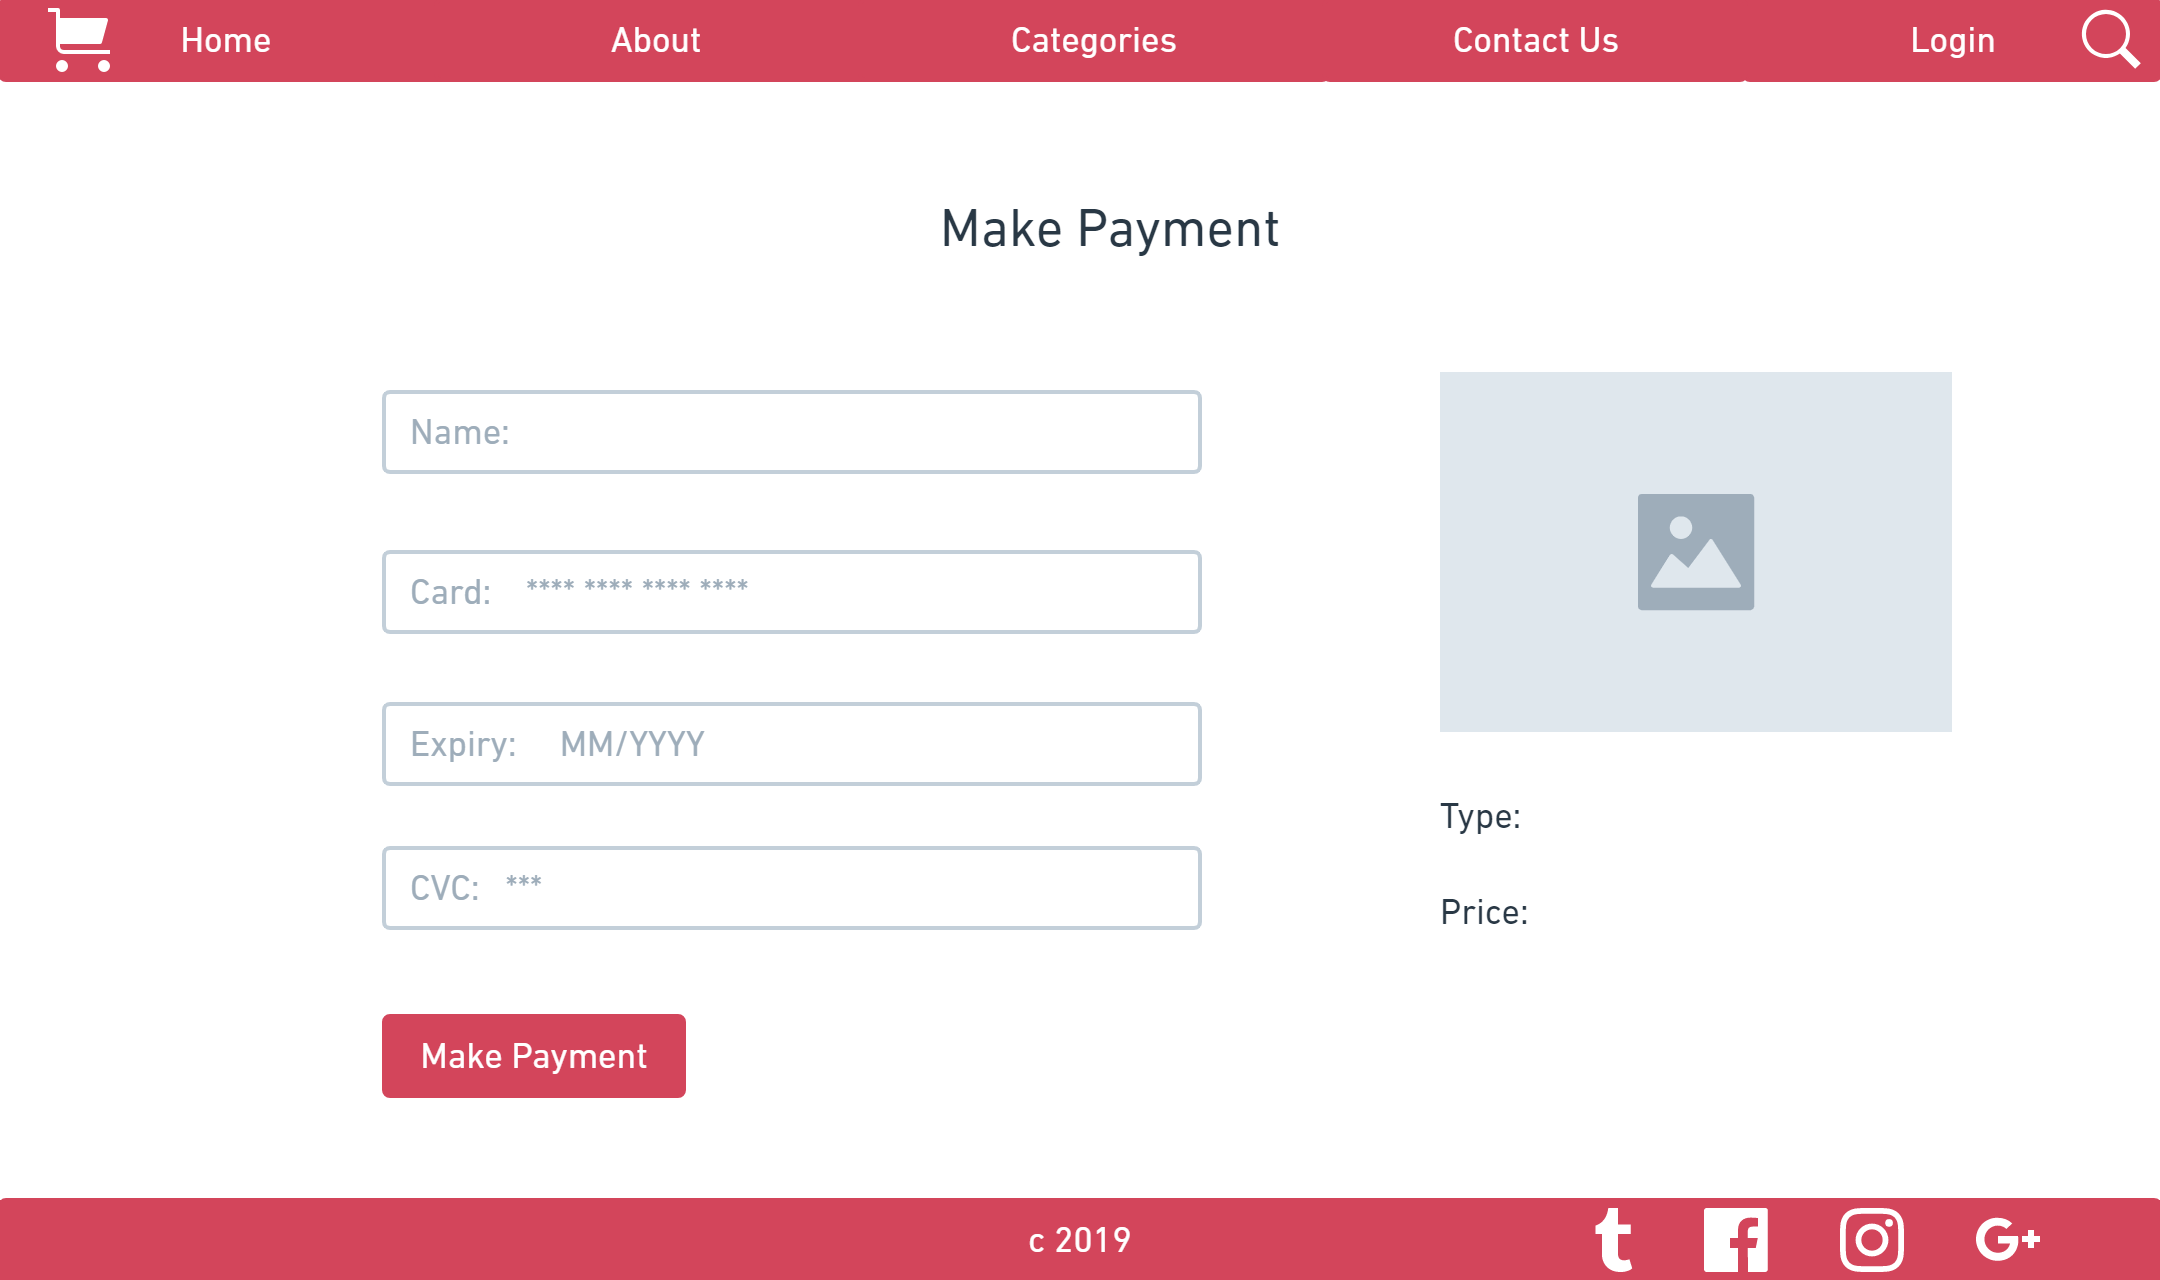 Home About Categories Contact Us Login
Make Payment
Name:
Card: **** **** **** ****
Expiry: MM/YYYY
CVC: ***
Type:
Price:
Make Payment
c 2019